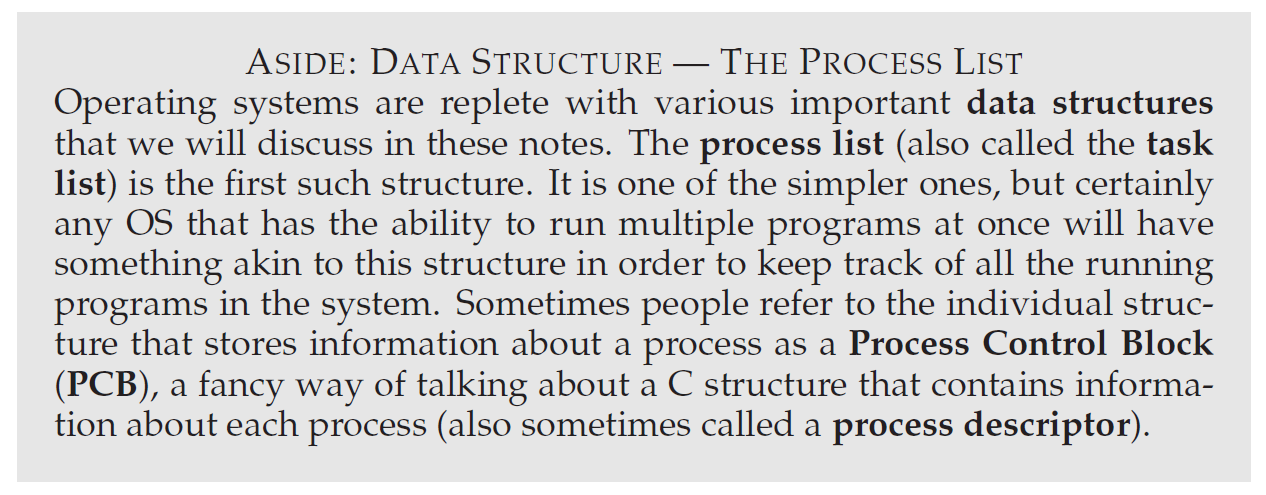 ASIDE: DATA STRUCTURE — THE PROCESS LIST
Operating systems are replete with various important data structures
that we will discuss in these notes. The process list (also called the task
list) is the first such structure. It is one of the simpler ones, but certainly
any OS that has the ability to run multiple programs at once will have
something akin to this structure in order to keep track of all the running
programs in the system. Sometimes people refer to the individual struc-
ture that stores information about a process as a Process Control Block
(PCB), a fancy way of talking about a C structure that contains informa-
tion about each process (also sometimes called a process descriptor).